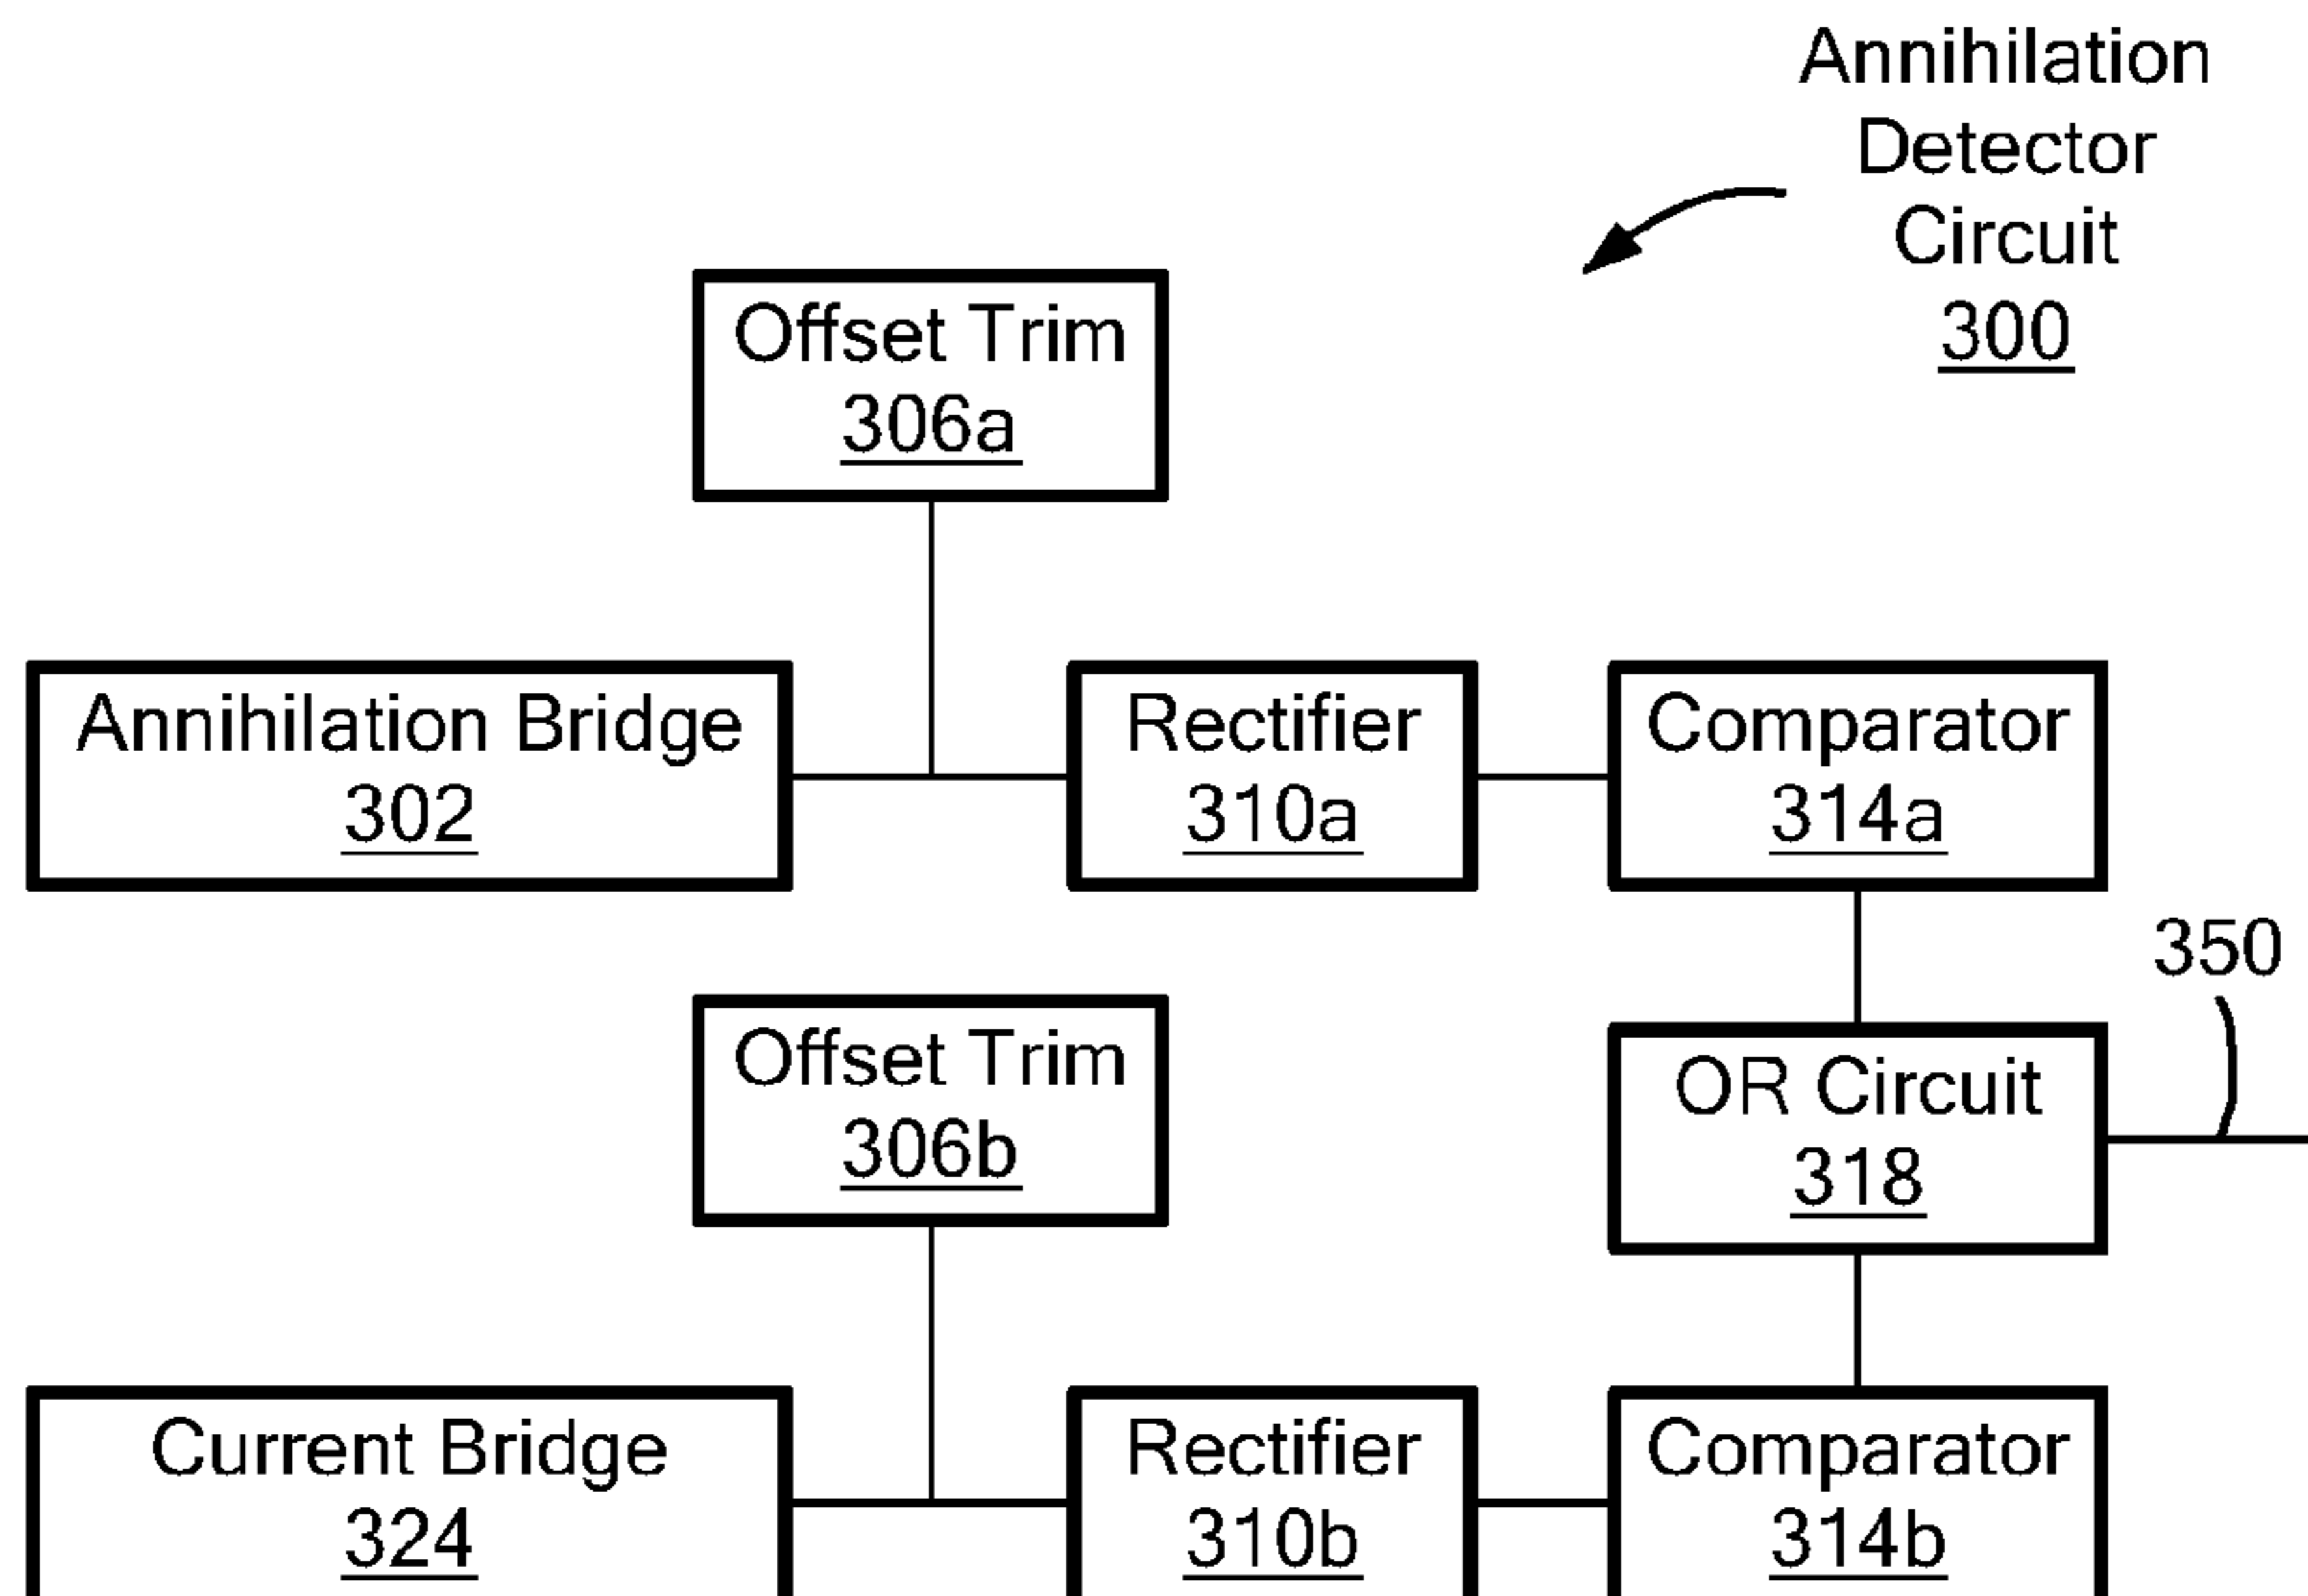 Annihilation
Detector
Circuit
300
Offset Trim
306a
Annihilation Bridge
302
Rectifier
310a
Comparator
314a
350
Offset Trim
306b
OR Circuit
318
Current Bridge
324
Rectifier
310b
Comparator
314b